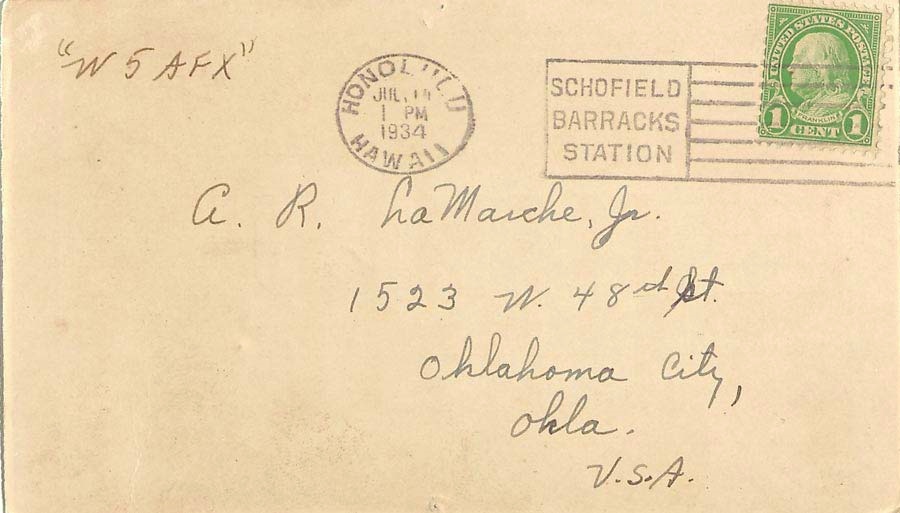 "W5AFX"
HONOLULU
JUL 14
1 PM
1934
HAWAII
SCHOFIELD
BARRACKS
STATION
UNITED STATES POSTAGE
FRANKLIN
1 CENT 1
A. R. LaMarche, Jr.
1523 W. 48rd St.
Oklahoma City,
Okla.
U.S.A.